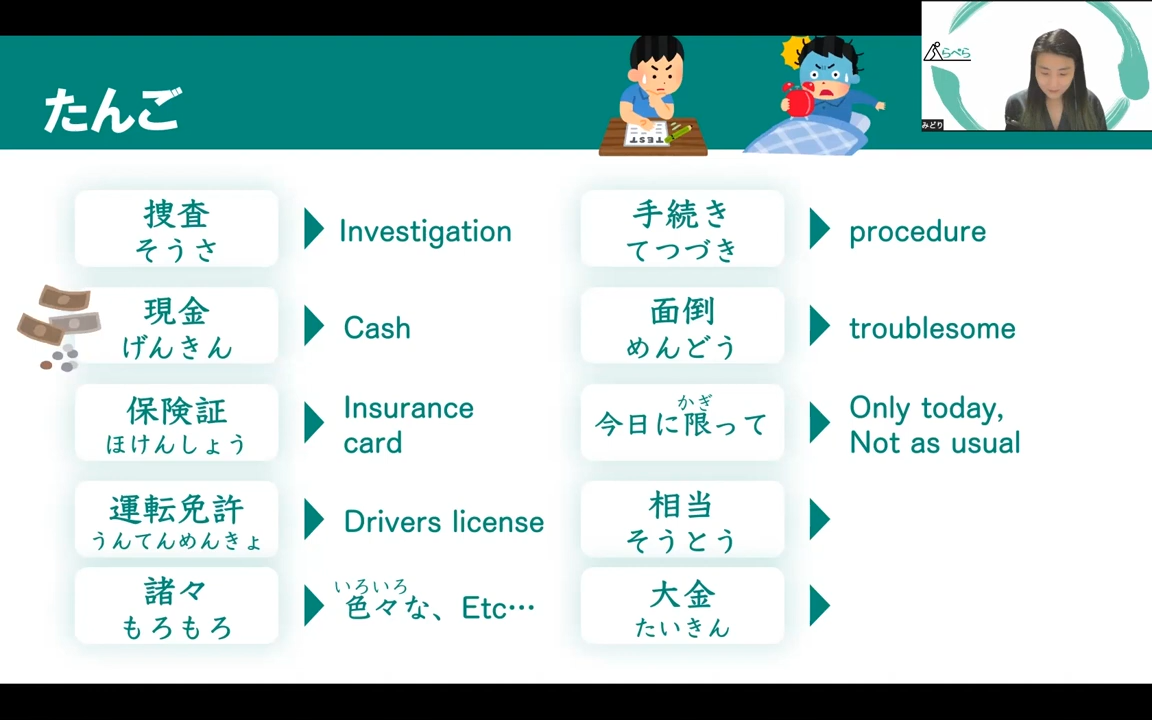 たんご
らぺら
みどり
TEST
捜査
そうさ
Investigation
現金
げんきん
Cash
保険証
ほけんしょう
Insurance
card
運転免許
うんてんめんきょ
Drivers license
諸々
もろもろ
いろいろ
色々な、Etc…
手続き
てつづき
procedure
面倒
めんどう
troublesome
かぎ
今日に限って
Only today,
Not as usual
相当
そうとう
大金
たいきん